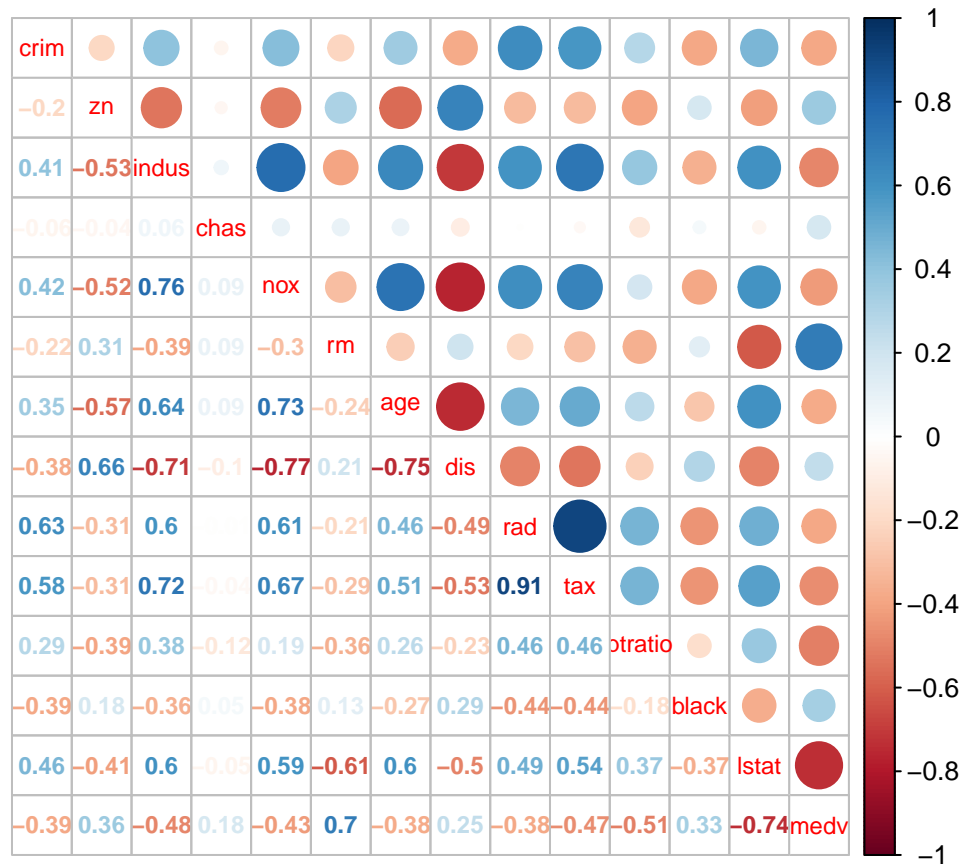 crim
−0.2 zn
0.41 −0.53 indus
−0.06 −0.04 0.06 chas
0.42 −0.52 0.76 0.09 nox
−0.22 0.31 −0.39 0.09 −0.3 rm
0.35 −0.57 0.64 0.09 0.73 −0.24 age
−0.38 0.66 −0.71 −0.1 −0.77 0.21 −0.75 dis
0.63 −0.31 0.6 0.61 −0.21 0.46 −0.49 rad
0.58 −0.31 0.72 −0.04 0.67 −0.29 0.51 −0.53 0.91 tax
0.29 −0.39 0.38 −0.12 0.19 −0.36 0.26 −0.23 0.46 0.46 ptratio
−0.39 0.18 −0.36 0.05 −0.38 0.13 −0.27 0.29 −0.44 −0.44 −0.18 black
0.46 −0.41 0.6 −0.05 0.59 −0.61 0.6 −0.5 0.49 0.54 0.37 −0.37 lstat
−0.39 0.36 −0.48 0.18 −0.43 0.7 −0.38 0.25 −0.38 −0.47 −0.51 0.33 −0.74 medv
1
0.8
0.6
0.4
0.2
0
−0.2
−0.4
−0.6
−0.8
−1